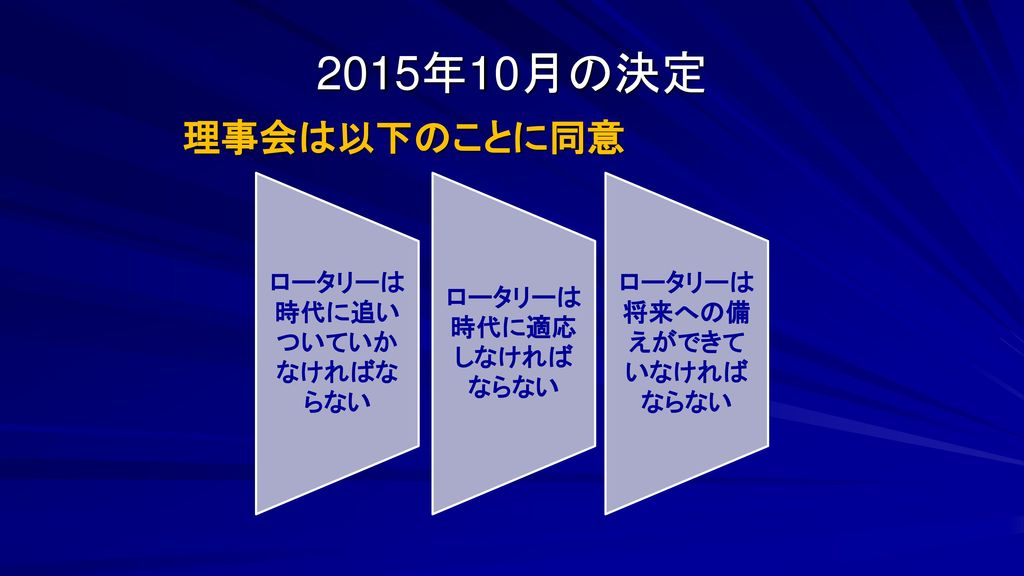 2015年10月の決定
理事会は以下のことに同意
ロータリーは
時代に追い
ついていか
なければな
らない
ロータリーは
時代に適応
しなければ
ならない
ロータリーは
将来への備
えができて
いなければ
ならない